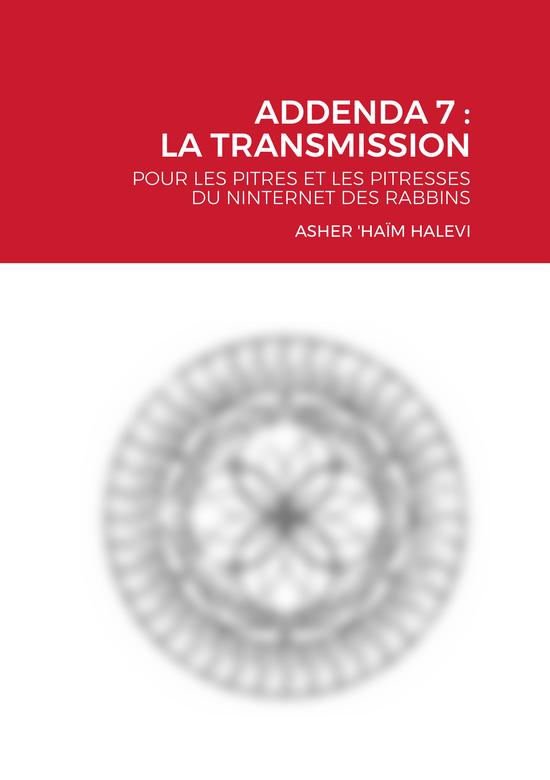 ADDENDA 7 :
LA TRANSMISSION
POUR LES PITRES ET LES PITRESSES
DU NINTERNET DES RABBINS
ASHER 'HAÏM HALEVI